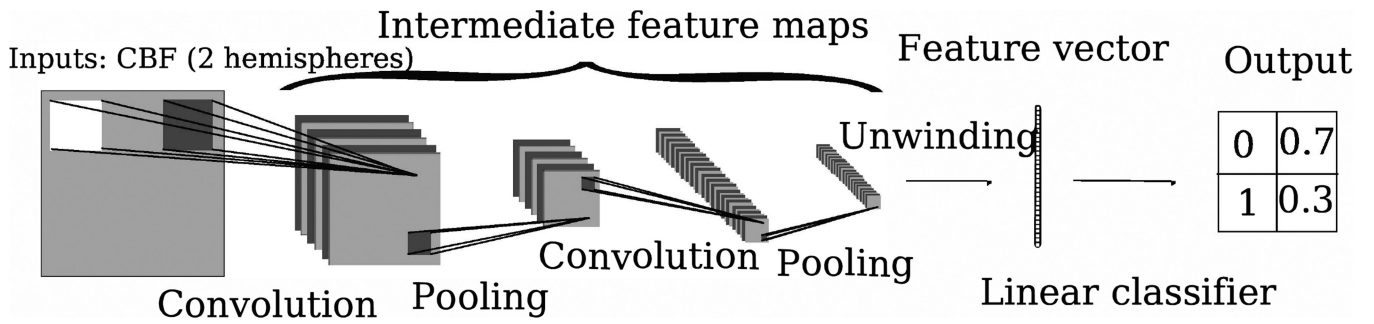 Intermediate feature maps
Inputs: CBF (2 hemispheres)
Feature vector
Output
Unwinding
0 0.7
1 0.3
Convolution
Pooling
Convolution
Pooling
Linear classifier